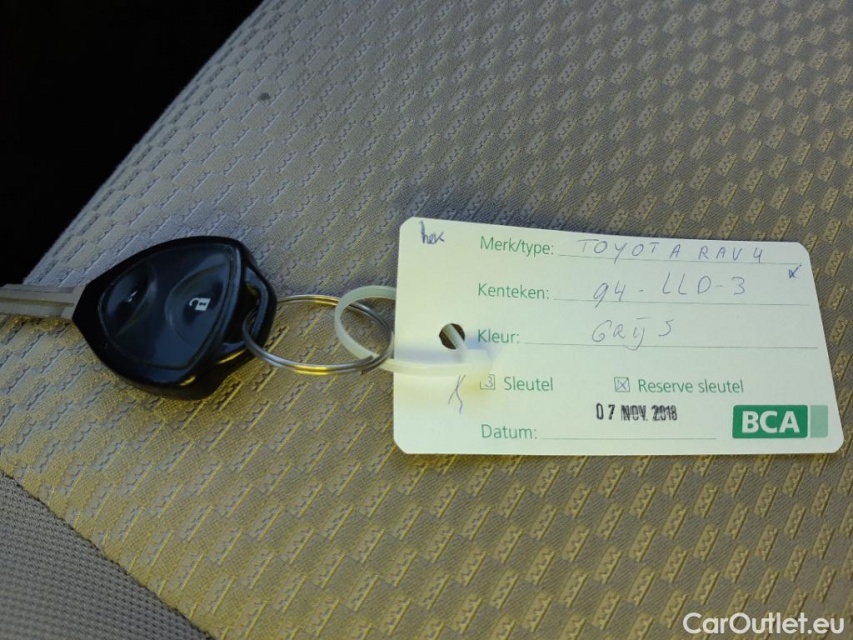 hex
Merk/type: TOYOTA RAV4
Kenteken: 94-LLD-3
Kleur: GRIJS
Sleutel
Reserve sleutel
07 NOV. 2018
Datum:
BCA
CarOutlet.eu